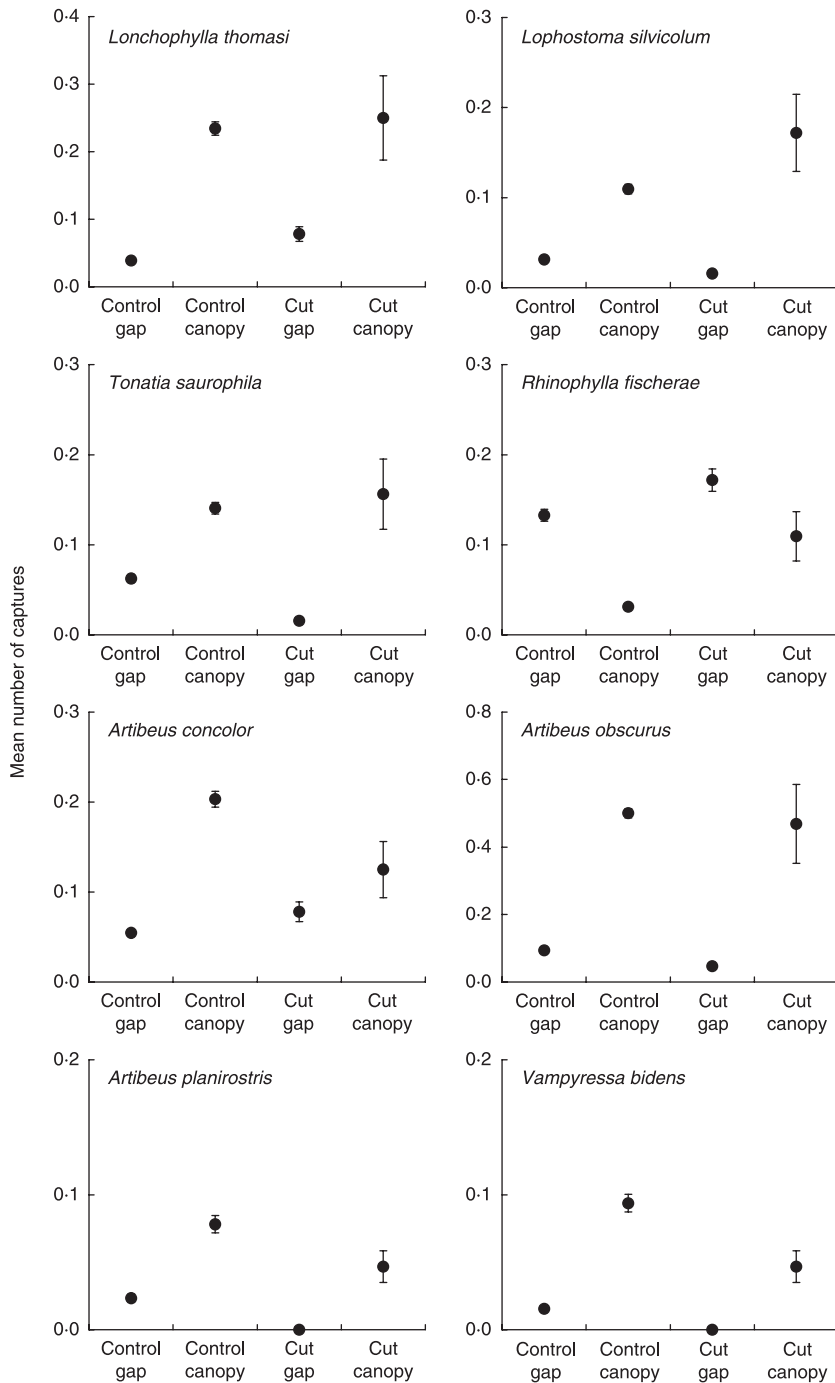 Mean number of captures
Lonchophylla thomasi
0·4
0·3
0·2
0·1
0·0
Control gap
Control canopy
Cut gap
Cut canopy
Lophostoma silvicolum
0·3
0·2
0·1
0·0
Control gap
Control canopy
Cut gap
Cut canopy
Tonatia saurophila
0·3
0·2
0·1
0·0
Control gap
Control canopy
Cut gap
Cut canopy
Rhinophylla fischerae
0·3
0·2
0·1
0·0
Control gap
Control canopy
Cut gap
Cut canopy
Artibeus concolor
0·3
0·2
0·1
0·0
Control gap
Control canopy
Cut gap
Cut canopy
Artibeus obscurus
0·8
0·6
0·4
0·2
0·0
Control gap
Control canopy
Cut gap
Cut canopy
Artibeus planirostris
0·2
0·1
0·0
Control gap
Control canopy
Cut gap
Cut canopy
Vampyressa bidens
0·2
0·1
0·0
Control gap
Control canopy
Cut gap
Cut canopy